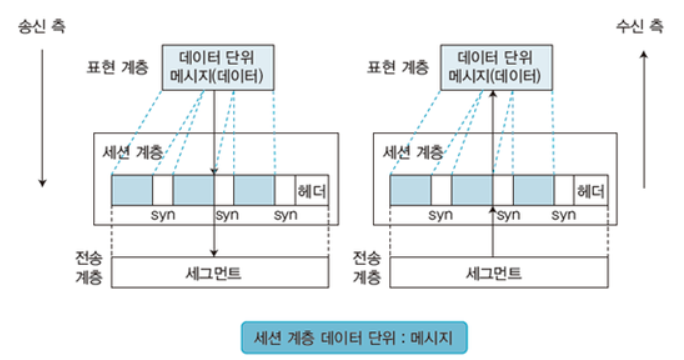 송신 측
수신 측
표현 계층
데이터 단위
메시지(데이터)
표현 계층
데이터 단위
메시지(데이터)
세션 계층
헤더
syn
syn
syn
세션 계층
헤더
syn
syn
syn
전송
계층
세그먼트
전송
계층
세그먼트
세션 계층 데이터 단위 : 메시지